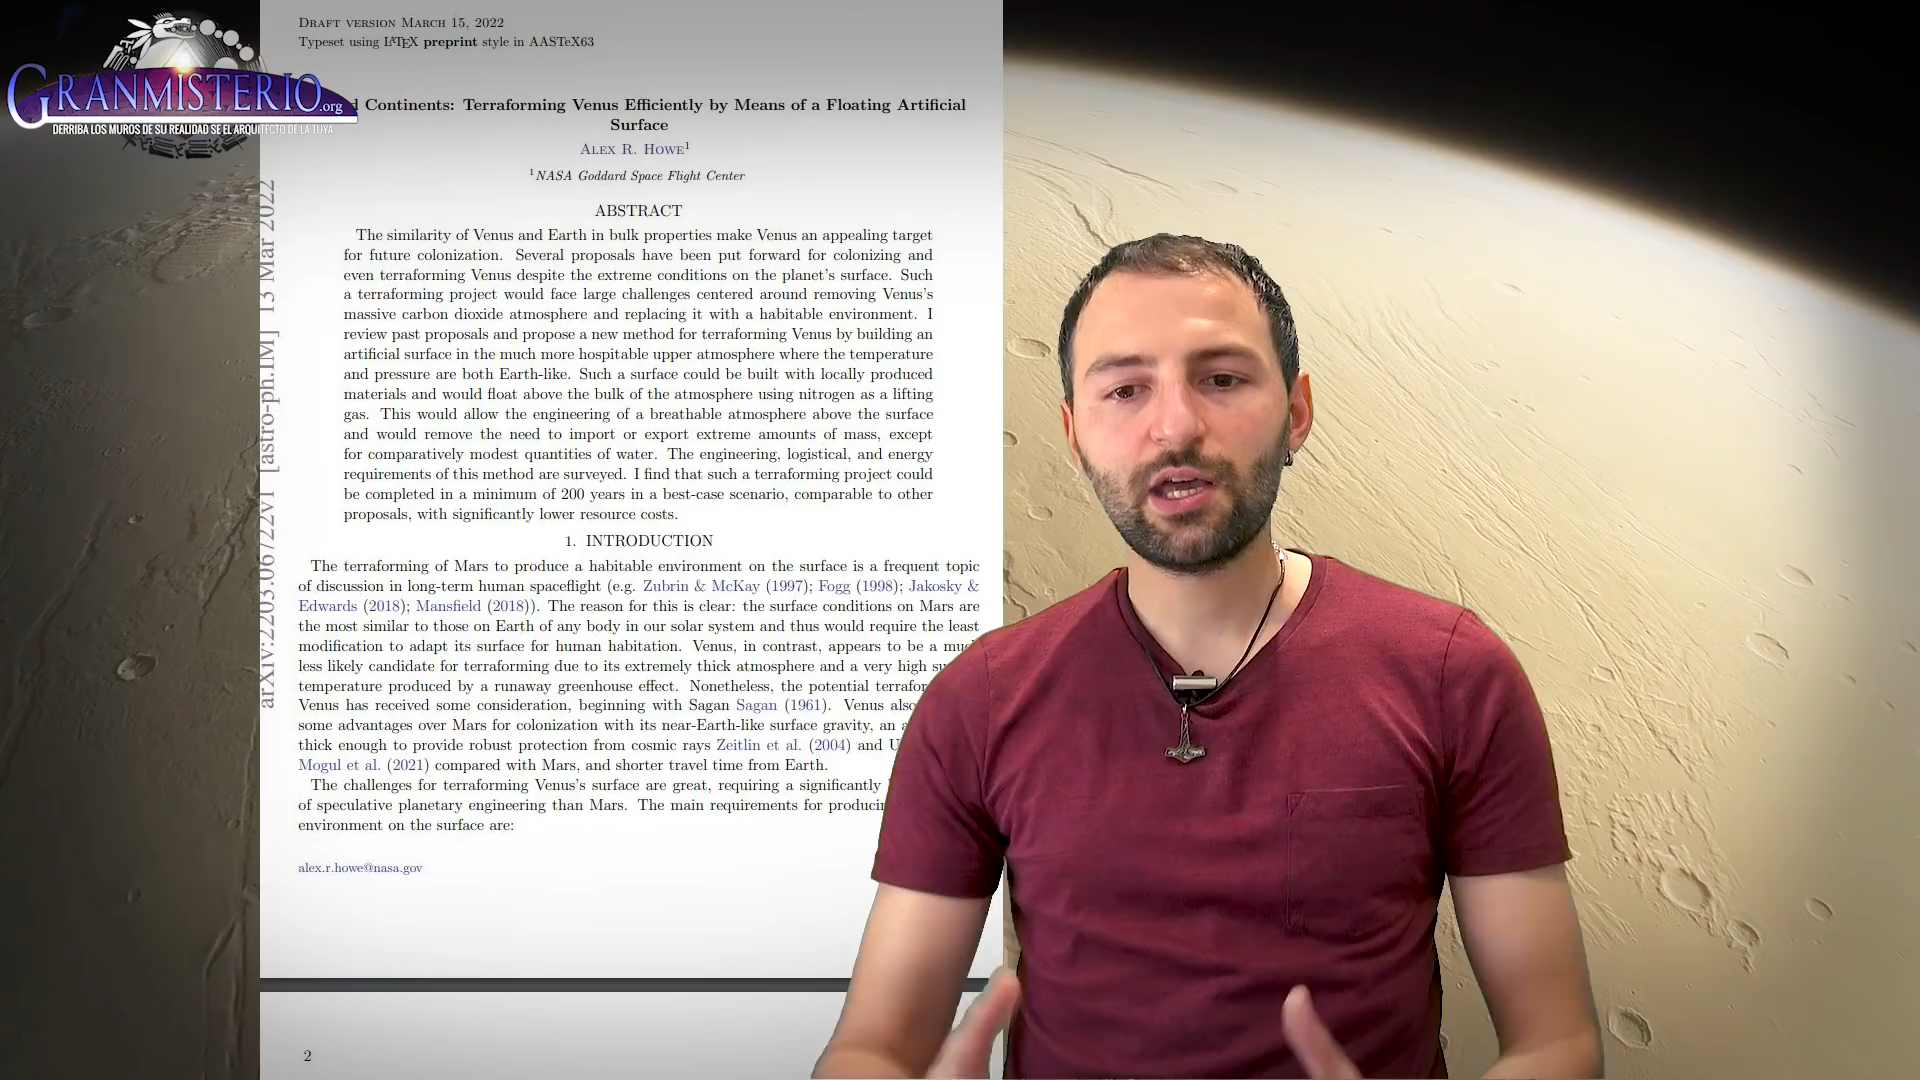 GRANMISTERIO.org
DERRIBA LOS MUROS DE SU REALIDAD SE EL ARQUITECTO DE LA TUYA
DRAFT VERSION MARCH 15, 2022
Typeset using LATEX preprint style in AASTeX63
Continents: Terraforming Venus Efficiently by Means of a Floating Artificial
Surface
ALEX R. HOWE1
1NASA Goddard Space Flight Center
ABSTRACT
The similarity of Venus and Earth in bulk properties make Venus an appealing target
for future colonization. Several proposals have been put forward for colonizing and
even terraforming Venus despite the extreme conditions on the planet's surface. Such
a terraforming project would face large challenges centered around removing Venus's
massive carbon dioxide atmosphere and replacing it with a habitable environment. I
review past proposals and propose a new method for terraforming Venus by building an
artificial surface in the much more hospitable upper atmosphere where the temperature
and pressure are both Earth-like. Such a surface could be built with locally produced
materials and would float above the bulk of the atmosphere using nitrogen as a lifting
gas. This would allow the engineering of a breathable atmosphere above the surface
and would remove the need to import or export extreme amounts of mass, except
for comparatively modest quantities of water. The engineering, logistical, and energy
requirements of this method are surveyed. I find that such a terraforming project could
be completed in a minimum of 200 years in a best-case scenario, comparable to other
proposals, with significantly lower resource costs.
1. INTRODUCTION
The terraforming of Mars to produce a habitable environment on the surface is a frequent topic
of discussion in long-term human spaceflight (e.g. Zubrin & McKay (1997); Fogg (1998); Jakosky &
Edwards (2018); Mansfield (2018)). The reason for this is clear: the surface conditions on Mars are
the most similar to those on Earth of any body in our solar system and thus would require the least
modification to adapt its surface for human habitation. Venus, in contrast, appears to be a
less likely candidate for terraforming due to its extremely thick atmosphere and a very high
temperature produced by a runaway greenhouse effect. Nonetheless, the potential
Venus has received some consideration, beginning with Sagan Sagan (1961). Venus
some advantages over Mars for colonization with its near-Earth-like surface gravity, an
thick enough to provide robust protection from cosmic rays Zeitlin et al. (2004) and
Mogul et al. (2021) compared with Mars, and shorter travel time from Earth.
The challenges for terraforming Venus's surface are great, requiring a significantly
of speculative planetary engineering than Mars. The main requirements for
environment on the surface are:
alex.r.howe@nasa.gov
2
arXiv:2203.06722v1 [astro-ph.IM] 13 Mar 2022